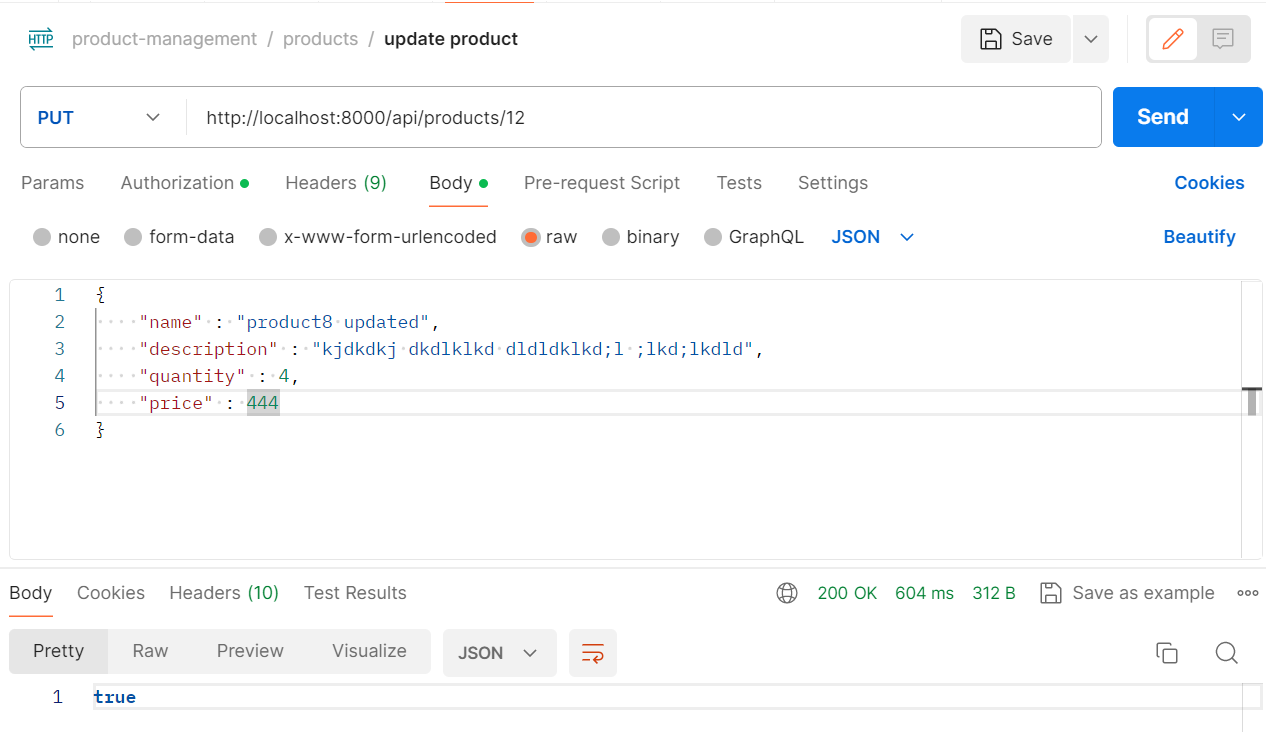 HTTP product-management / products / update product Save
PUT http://localhost:8000/api/products/12 Send
Params Authorization Headers (9) Body Pre-request Script Tests Settings Cookies
none form-data x-www-form-urlencoded raw binary GraphQL JSON Beautify
1 {
2 "name" : "product8 updated",
3 "description" : "kjdkdkj dkdlklkd dldldklkd;l ;lkd;lkdld",
4 "quantity" : 4,
5 "price" : 444
6 }
Body Cookies Headers (10) Test Results 200 OK 604 ms 312 B Save as example
Pretty Raw Preview Visualize JSON
1 true